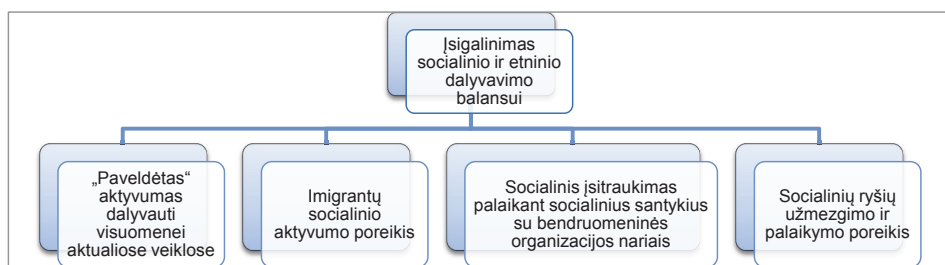 Įsigalinimas
socialinio ir etninio
dalyvavimo
balansui
„Paveldėtas“
aktyvumas
dalyvauti
visuomenei
aktualiose veiklose
Imigrantų
socialinio
aktyvumo poreikis
Socialinis įsitraukimas
palaikant socialinius santykius
su bendruomeninės
organizacijos nariais
Socialinių ryšių
užmezgimo ir
palaikymo poreikis